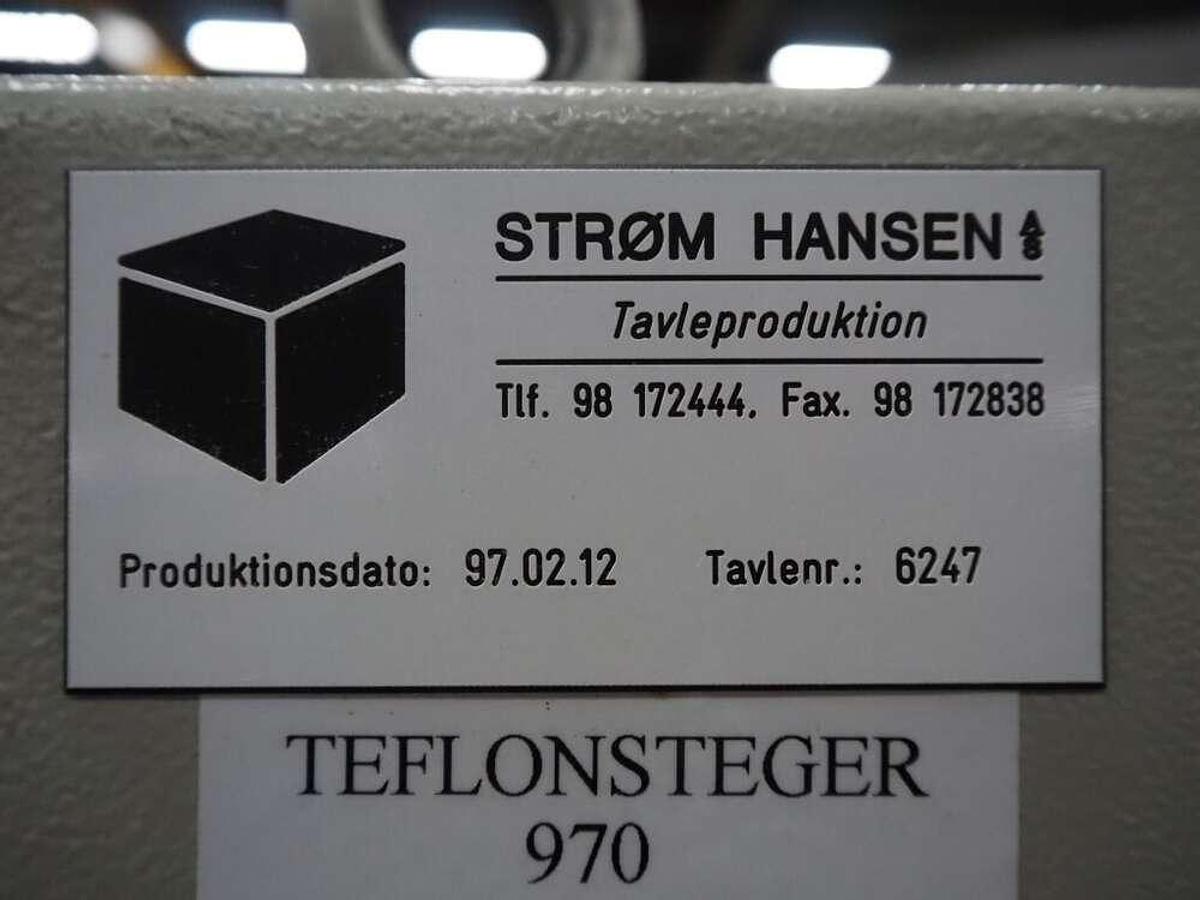 STRØM HANSEN A/S
Tavleproduktion
Tlf. 98 172444. Fax. 98 172838
Produktionsdato: 97.02.12 Tavlenr.: 6247
TEFLONSTEGER
970